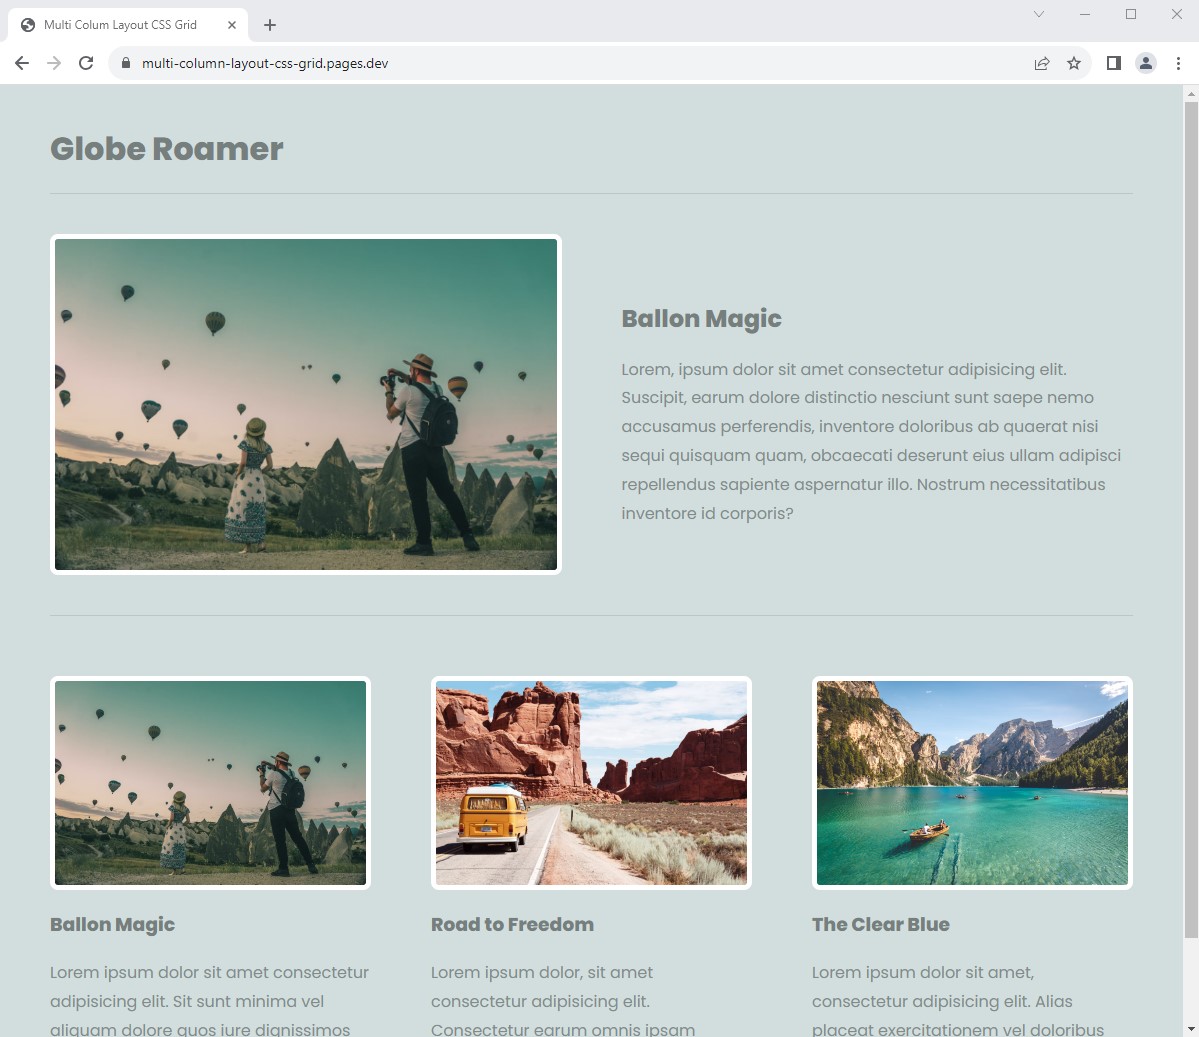 Multi Colum Layout CSS Grid
multi-column-layout-css-grid.pages.dev
Globe Roamer
Ballon Magic
Lorem, ipsum dolor sit amet consectetur adipisicing elit.
Suscipit, earum dolore distinctio nesciunt sunt saepe nemo
accusamus perferendis, inventore doloribus ab quaerat nisi
sequi quisquam quam, obcaecati deserunt eius ullam adipisci
repellendus sapiente aspernatur illo. Nostrum necessitatibus
inventore id corporis?
Ballon Magic
Lorem ipsum dolor sit amet consectetur
adipisicing elit. Sit sunt minima vel
aliquam dolore quos iure dignissimos
Road to Freedom
Lorem ipsum dolor, sit amet
consectetur adipisicing elit.
Consectetur earum omnis ipsam
The Clear Blue
Lorem ipsum dolor sit amet,
consectetur adipisicing elit. Alias
placeat exercitationem vel doloribus